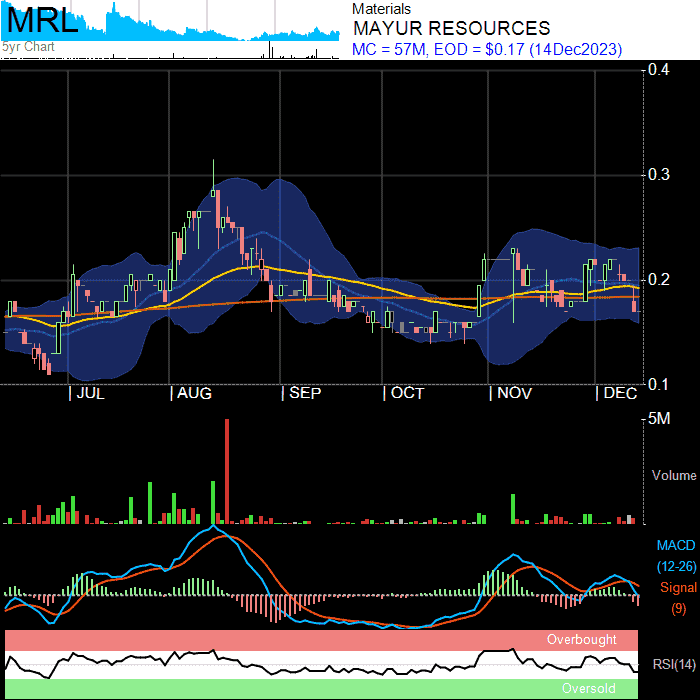 MRL
5yr Chart
Materials
MAYUR RESOURCES
MC = 57M, EOD = $0.17 (14Dec2023)
0.4
0.3
0.2
0.1
JUL
AUG
SEP
OCT
NOV
DEC
5M
Volume
MACD
(12-26)
Signal
(9)
Overbought
RSI(14)
Oversold